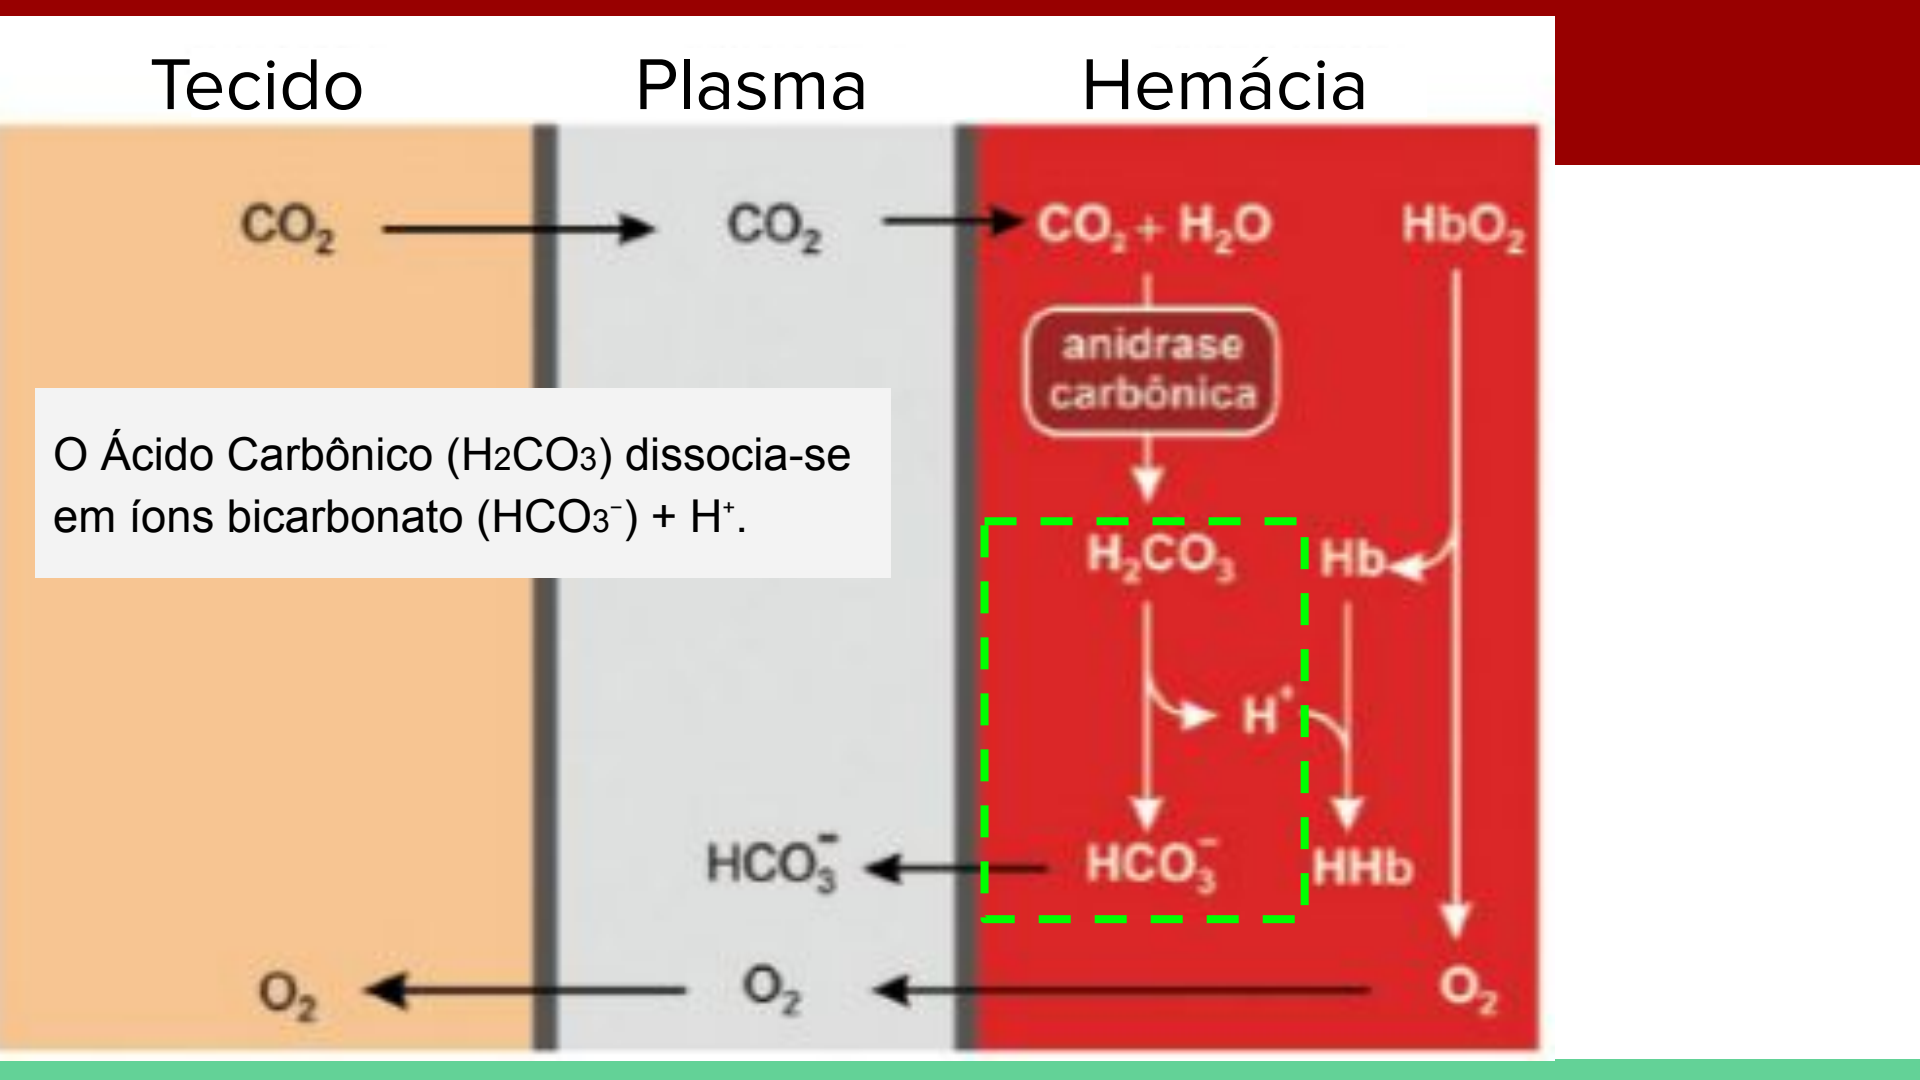 Tecido Plasma Hemácia
CO₂ CO₂ CO₂ + H₂O HbO₂
anidrase
carbônica
O Ácido Carbônico (H₂CO₃) dissocia-se
em íons bicarbonato (HCO₃⁻) + H⁺.
H₂CO₃ Hb
H⁺
HCO₃⁻ HCO₃⁻ HHb
O₂ O₂ O₂